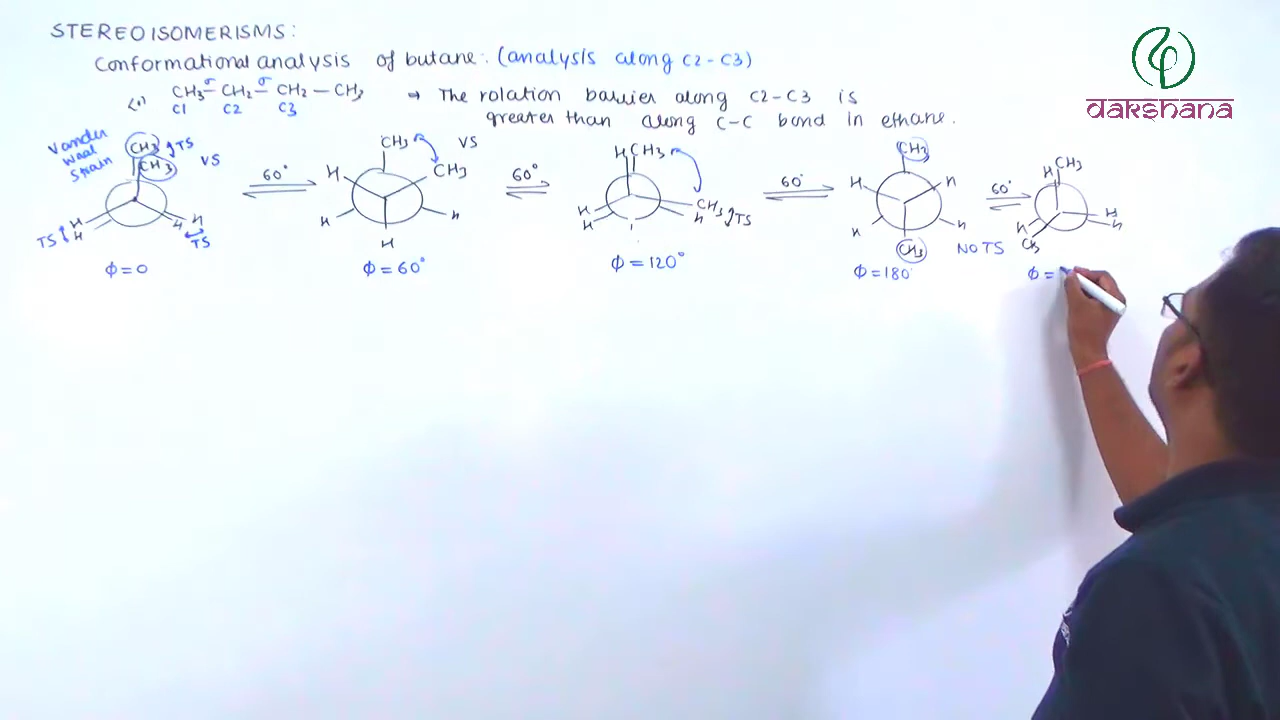 STEREOISOMERISMS:
Conformational analysis of butane:- (analysis along C2-C3)
<1> CH3 σ— CH2 σ— CH2 — CH3
C1 C2 C3
→ The rotation barrier along C2-C3 is
greater than along C-C bond in ethane.
dakshana
Vander
Waal
Strain
CH3 TS
CH3
VS
H
H
TS
H
H
TS
Φ=0
60°
CH3
VS
CH3
H
H
H
H
Φ=60°
60°
H CH3
CH3
TS
H
H
H
Φ=120°
60°
CH3
H
H
H
H
CH3
Φ=180°
NO TS
60°
H CH3
H
H
H
CH3
Φ=